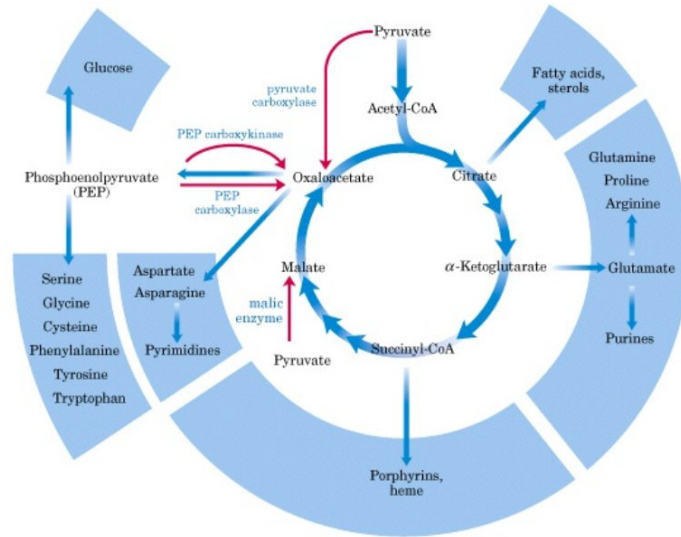 Pyruvate
Glucose
pyruvate
carboxylase
Fatty acids,
sterols
Acetyl-CoA
PEP carboxykinase
Phosphoenolpyruvate
(PEP)
Oxaloacetate
Citrate
PEP
carboxylase
Glutamine
Proline
Arginine
Serine
Glycine
Cysteine
Phenylalanine
Tyrosine
Tryptophan
Aspartate
Asparagine
Pyrimidines
Malate
malic
enzyme
Pyruvate
α-Ketoglutarate
Glutamate
Purines
Succinyl-CoA
Porphyrins,
heme